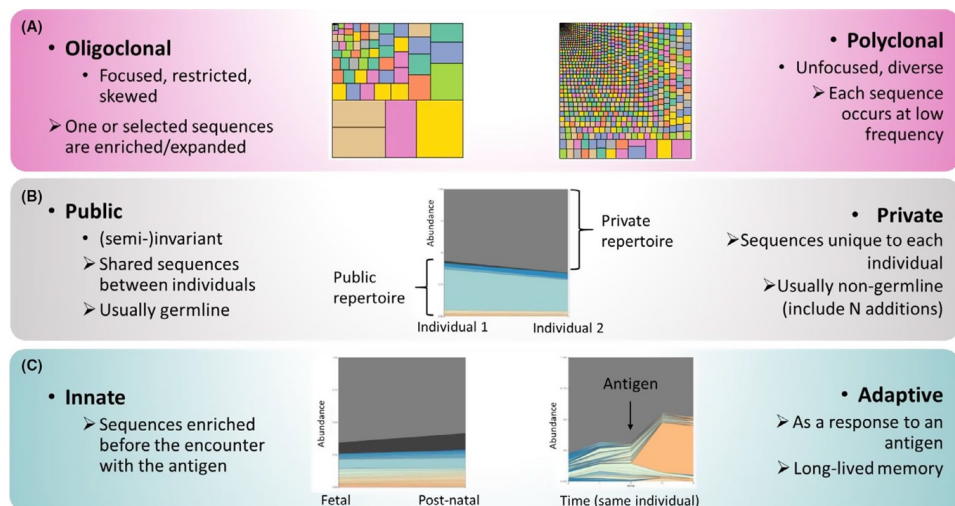 (A)
• Oligoclonal
• Focused, restricted,
skewed
➢ One or selected sequences
are enriched/expanded
• Polyclonal
• Unfocused, diverse
➢ Each sequence
occurs at low
frequency
(B)
• Public
• (semi-)invariant
➢ Shared sequences
between individuals
➢ Usually germline
Abundance
Public
repertoire
Private
repertoire
Individual 1
Individual 2
• Private
➢ Sequences unique to each
individual
➢ Usually non-germline
(include N additions)
(C)
• Innate
➢ Sequences enriched
before the encounter
with the antigen
Abundance
Fetal
Post-natal
Abundance
Antigen
Time (same individual)
• Adaptive
➢ As a response to an
antigen
➢ Long-lived memory